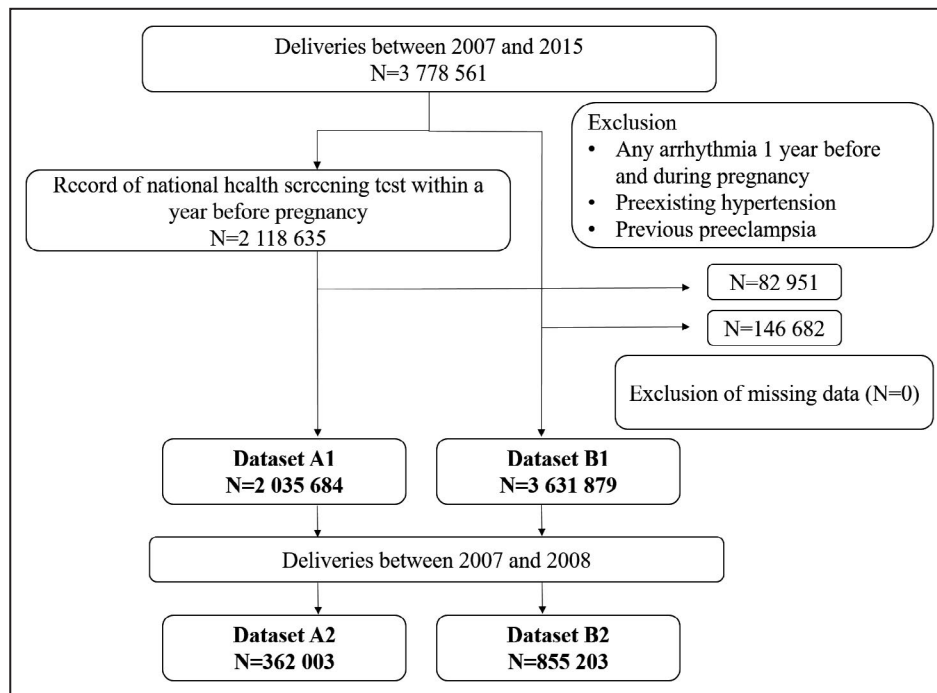 Deliveries between 2007 and 2015
N=3 778 561
Exclusion
• Any arrhythmia 1 year before
and during pregnancy
• Preexisting hypertension
• Previous preeclampsia
Record of national health screening test within a
year before pregnancy
N=2 118 635
N=82 951
N=146 682
Exclusion of missing data (N=0)
Dataset A1
N=2 035 684
Dataset B1
N=3 631 879
Deliveries between 2007 and 2008
Dataset A2
N=362 003
Dataset B2
N=855 203